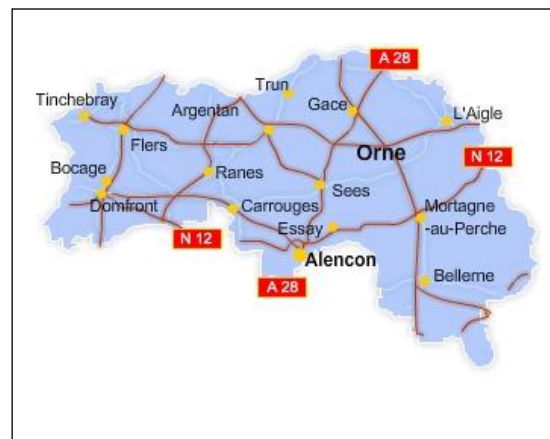 A 28
Trun
Tinchebray
Argentan
Gace
L'Aigle
Flers
Orne
N 12
Bocage
Ranes
Sees
Domfront
Carrouges
Mortagne
-au-Perche
Essay
N 12
Alencon
Bellerne
A 28